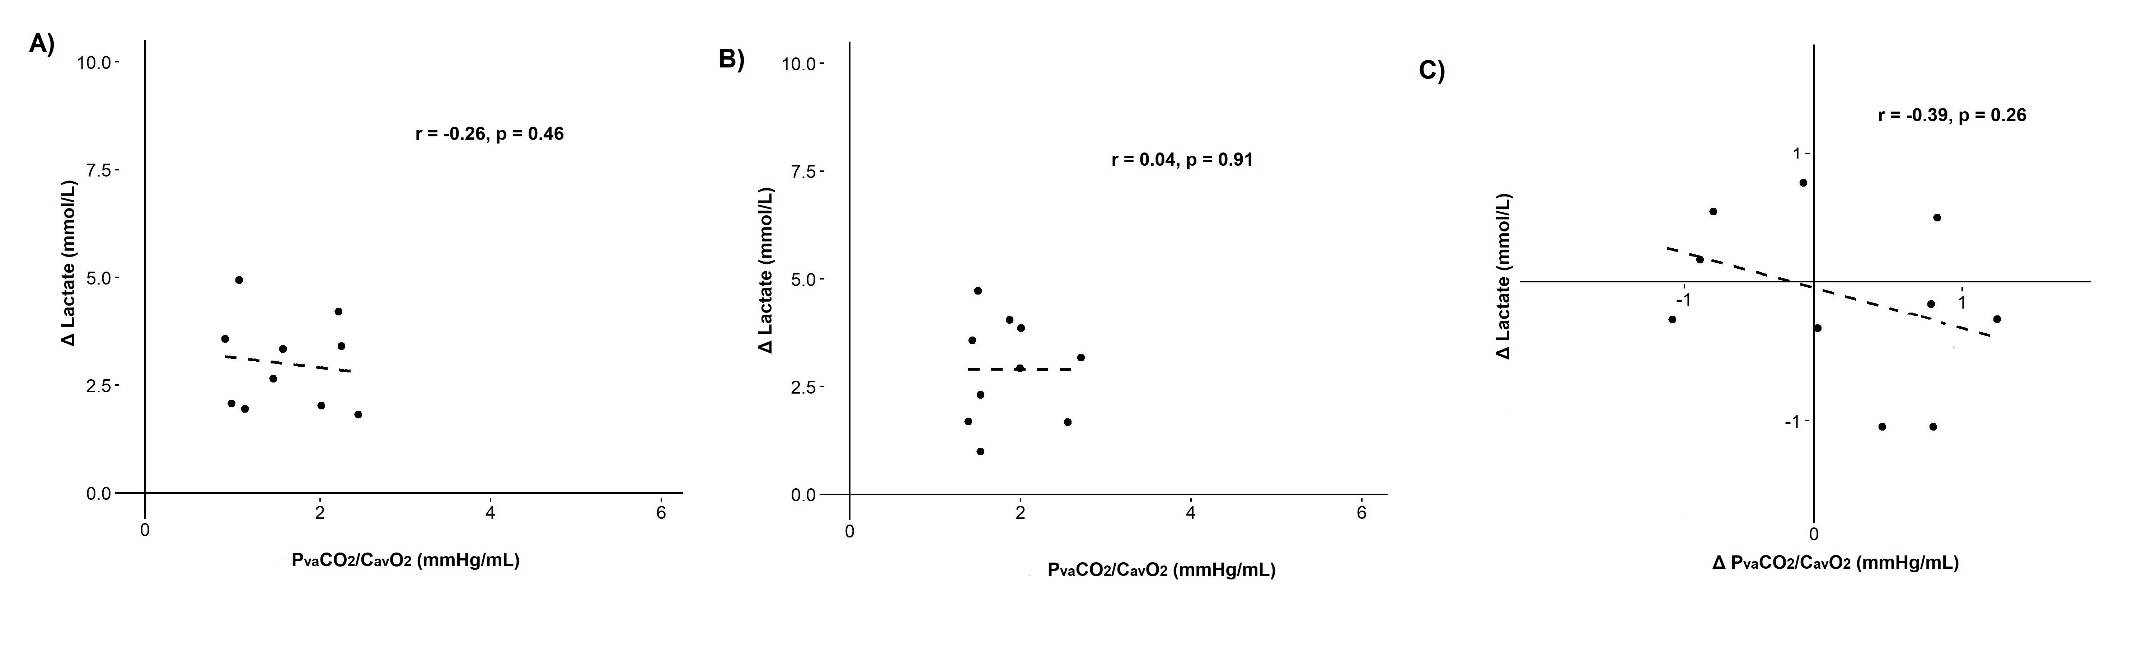 A)
10.0
7.5
5.0
2.5
0.0
0
2
4
6
Δ Lactate (mmol/L)
r = -0.26, p = 0.46
PvaCO2/CavO2 (mmHg/mL)
B)
10.0
7.5
5.0
2.5
0.0
0
2
4
6
Δ Lactate (mmol/L)
r = 0.04, p = 0.91
PvaCO2/CavO2 (mmHg/mL)
C)
r = -0.39, p = 0.26
1
-1
1
-1
0
Δ Lactate (mmol/L)
Δ PvaCO2/CavO2 (mmHg/mL)